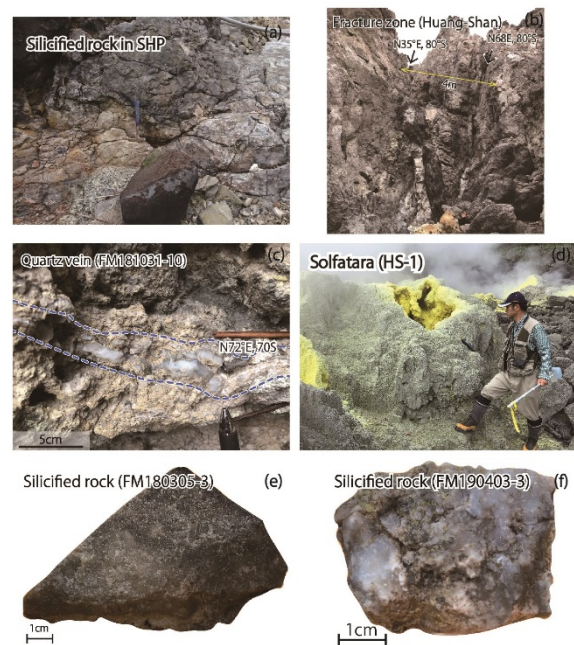 Silicified rock in SHP
(a)
Fracture zone (Huang-Shan)
(b)
N35°E, 80°S
N68E, 80°S
4m
Quartz vein (FM181031-10)
(c)
N72°E, 70S
5cm
Solfatara (HS-1)
(d)
Silicified rock (FM180305-3)
(e)
1cm
Silicified rock (FM190403-3)
(f)
1cm